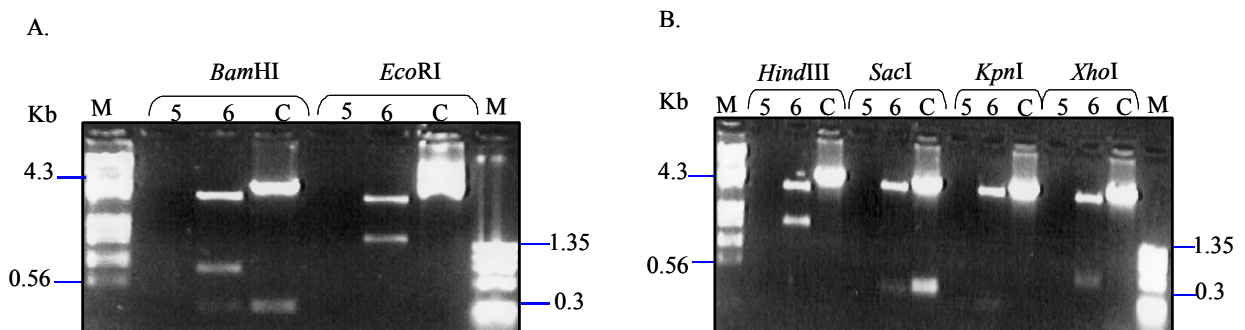 A.
BamHI EcoRI
Kb M 5 6 C 5 6 C M
4.3
1.35
0.56
0.3
B.
HindIII SacI KpnI XhoI
Kb M 5 6 C 5 6 C 5 6 C 5 6 C M
4.3
1.35
0.56
0.3